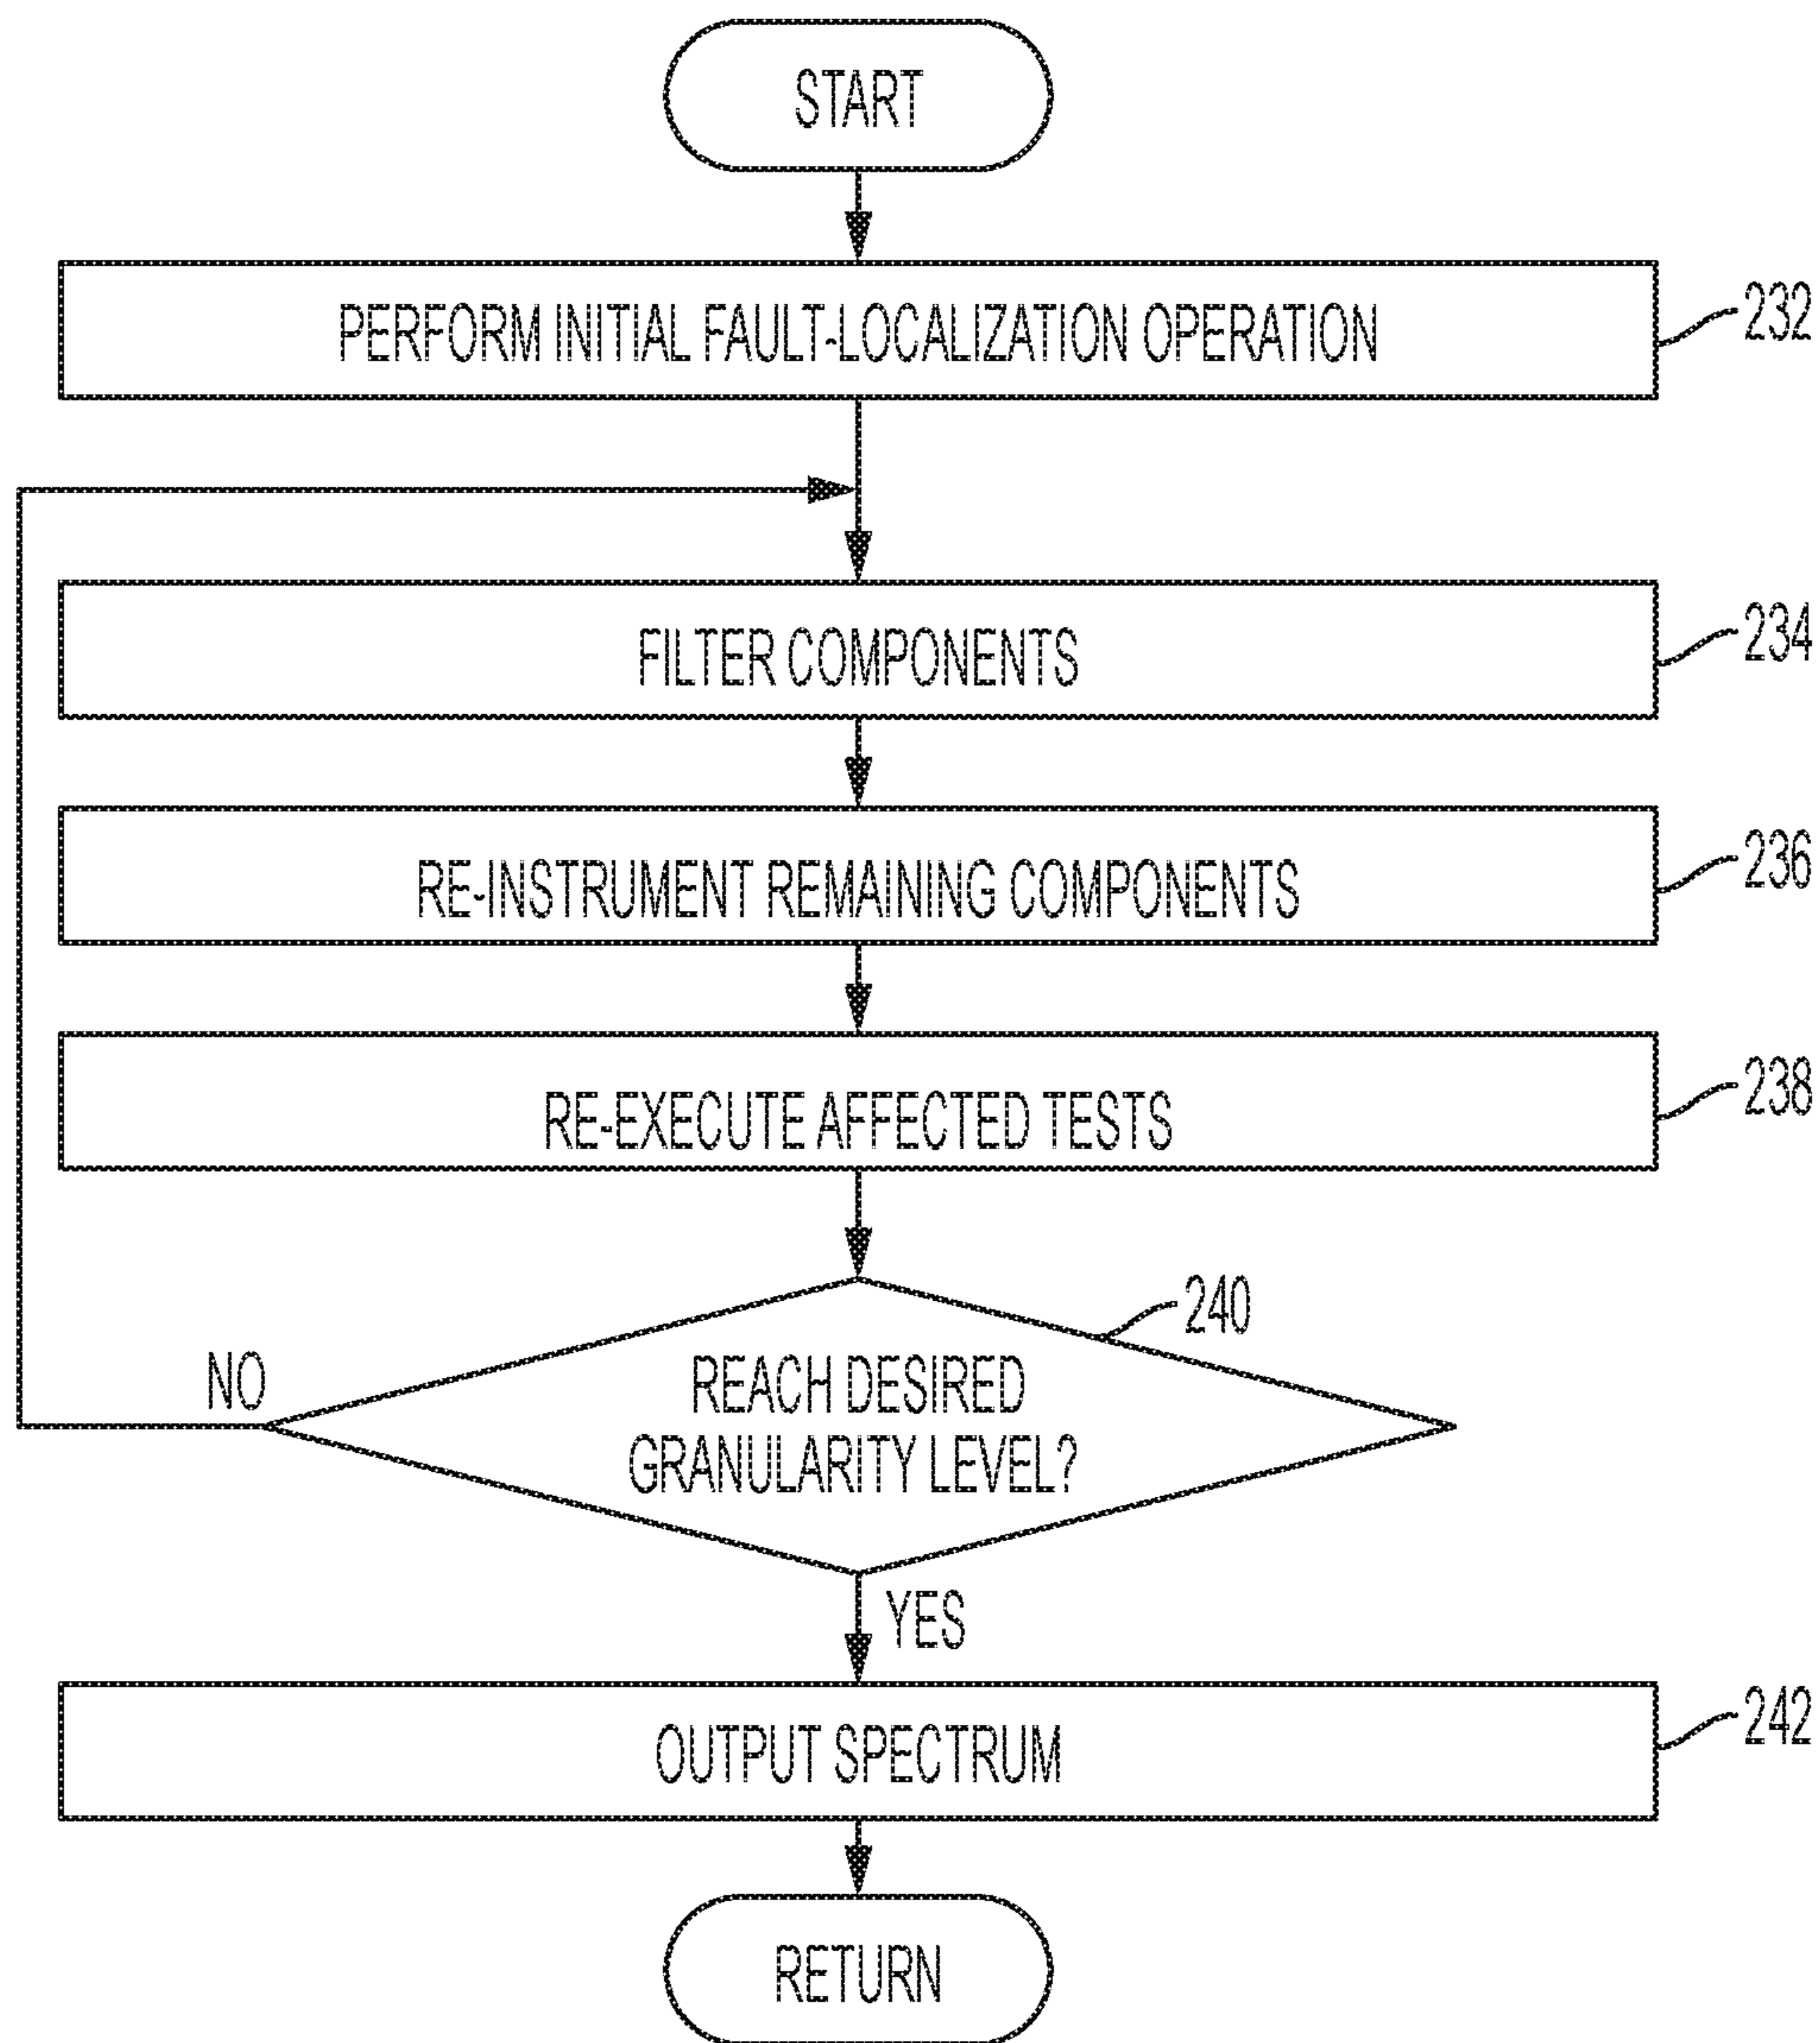 START
PERFORM INITIAL FAULT-LOCALIZATION OPERATION
232
FILTER COMPONENTS
234
RE-INSTRUMENT REMAINING COMPONENTS
236
RE-EXECUTE AFFECTED TESTS
238
240
NO
REACH DESIRED
GRANULARITY LEVEL?
YES
OUTPUT SPECTRUM
242
RETURN